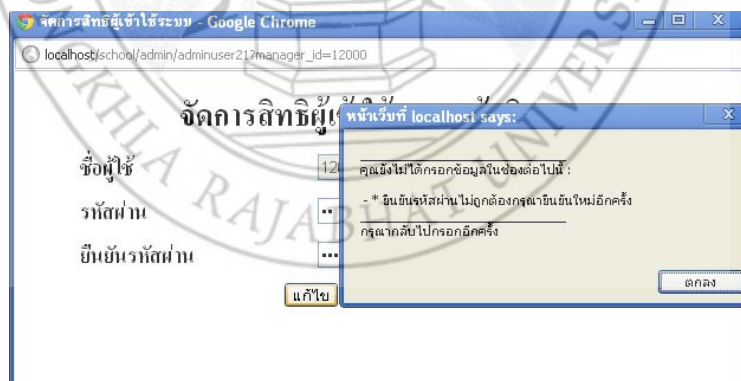 จัดการสิทธิผู้เข้าใช้ระบบ - Google Chrome
localhost/school/admin/adminuser21?manager_id=12000
จัดการสิทธิผู้เ
หน้าเว็บที่ localhost says:
คุณยังไม่ได้กรอกข้อมูลในช่องต่อไปนี้ :
- * ยืนยันรหัสผ่านไม่ถูกต้องกรุณายืนยันใหม่อีกครั้ง
กรุณากลับไปกรอกอีกครั้ง
ตกลง
ชื่อผู้ใช้
รหัสผ่าน
ยืนยันรหัสผ่าน
แก้ไข
RAJABHAT